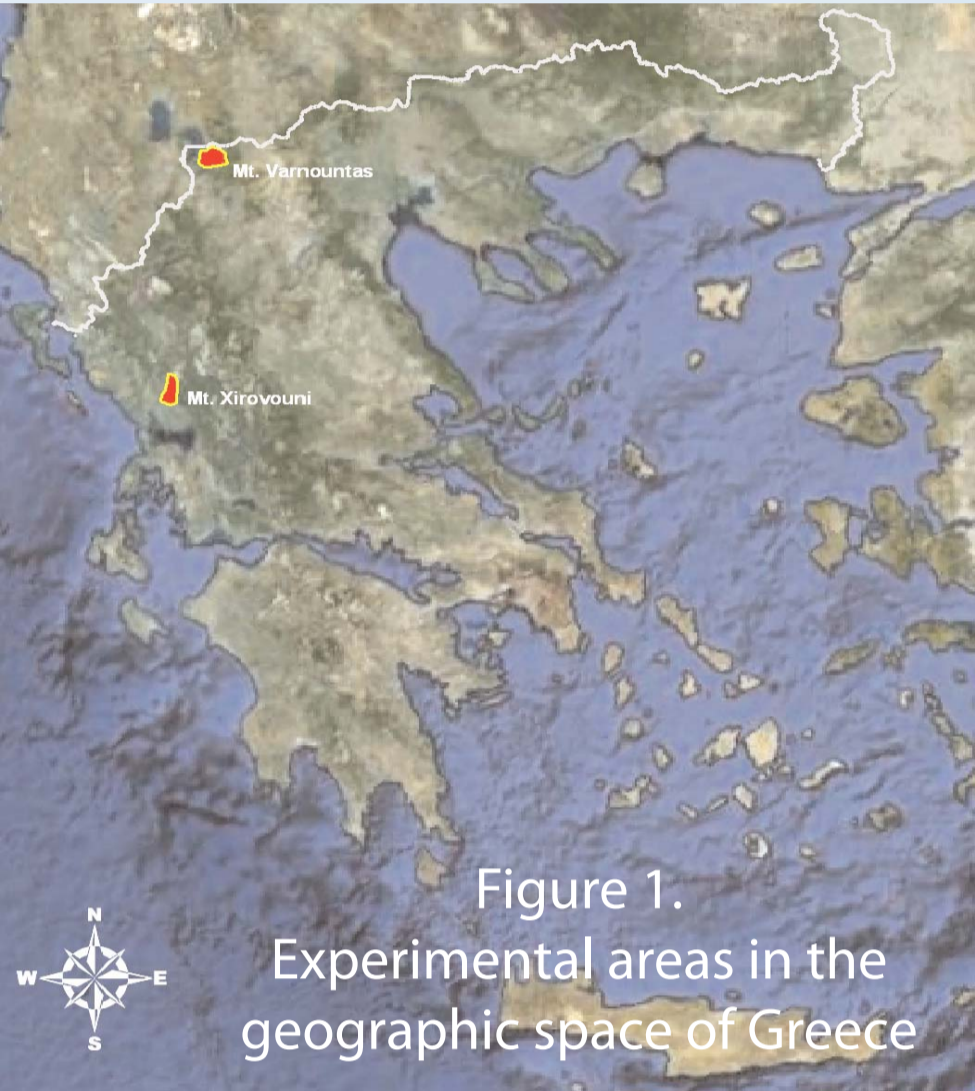 Mt. Varnountas
Mt. Xirovouni
Figure 1.
Experimental areas in the
geographic space of Greece
N
W E
S